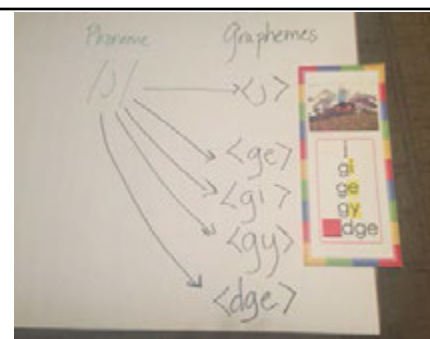 Phoneme Graphemes
/j/ <j>
<ge>
<gi>
<gy>
<dge>
j
gi
ge
gy
dge